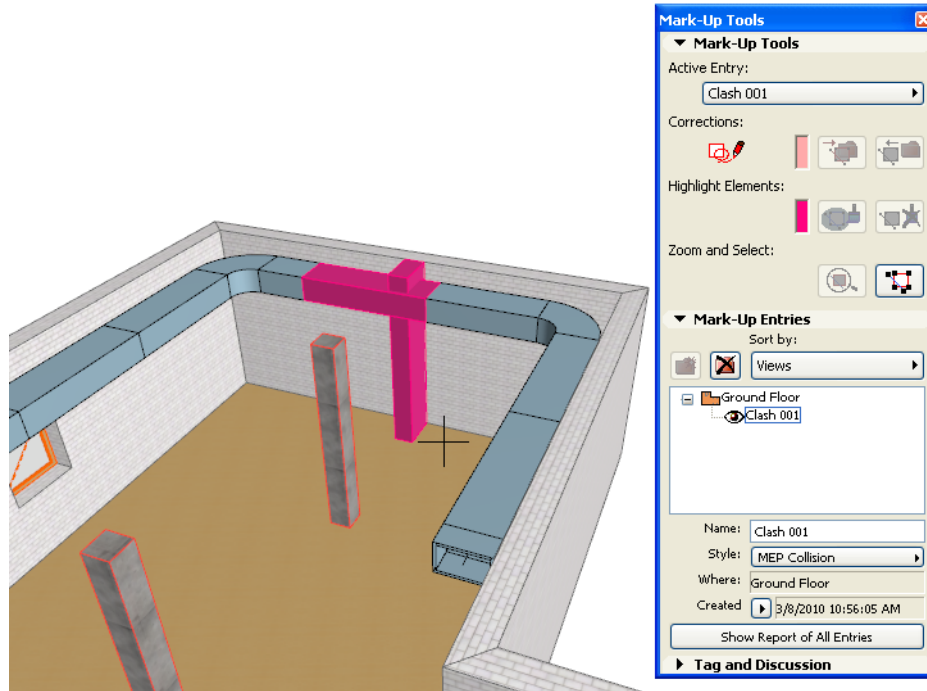 Mark-Up Tools
Mark-Up Tools
Active Entry:
Clash 001
Corrections:
Highlight Elements:
Zoom and Select:
Mark-Up Entries
Sort by:
Views
Ground Floor
Clash 001
Name: Clash 001
Style: MEP Collision
Where: Ground Floor
Created 3/8/2010 10:56:05 AM
Show Report of All Entries
Tag and Discussion